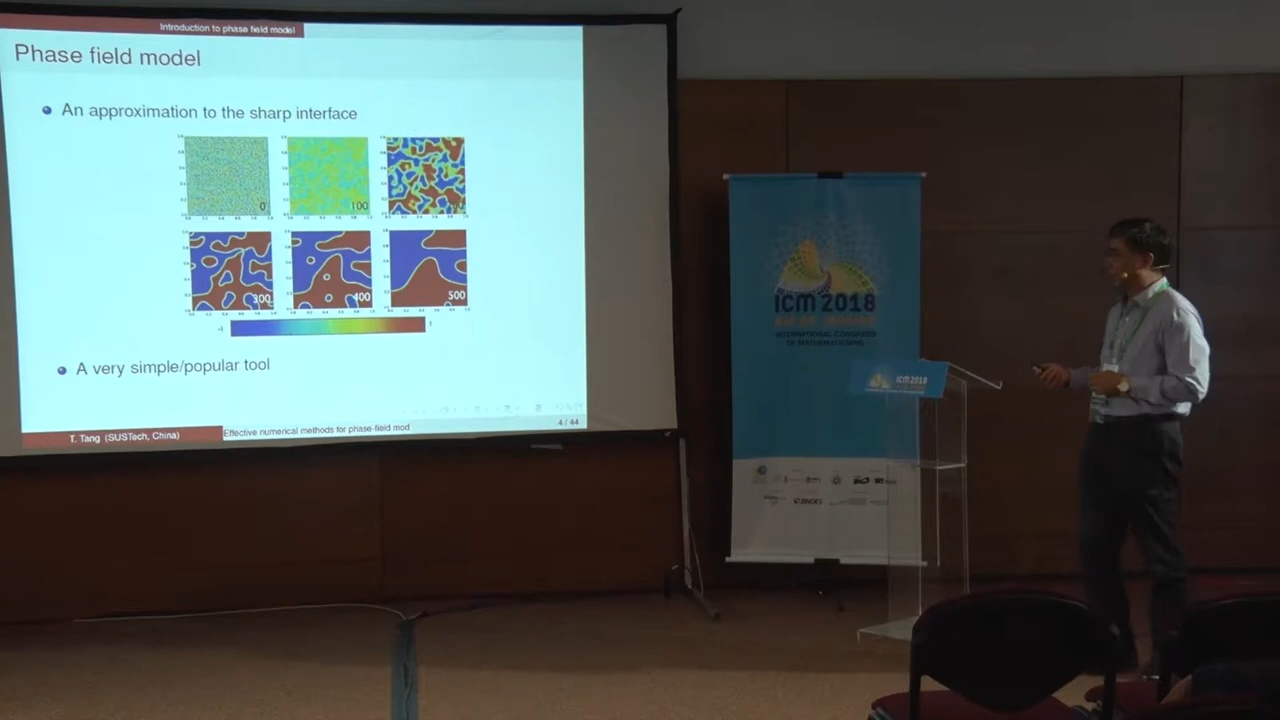 Introduction to phase field model
Phase field model
An approximation to the sharp interface
0
100
300
400
500
-1
1
A very simple/popular tool
T. Tang (SUSTech, China)
Effective numerical methods for phase-field mod
4 / 44
ICM 2018
INTERNATIONAL CONGRESS
OF MATHEMATICIANS
ICM 2018